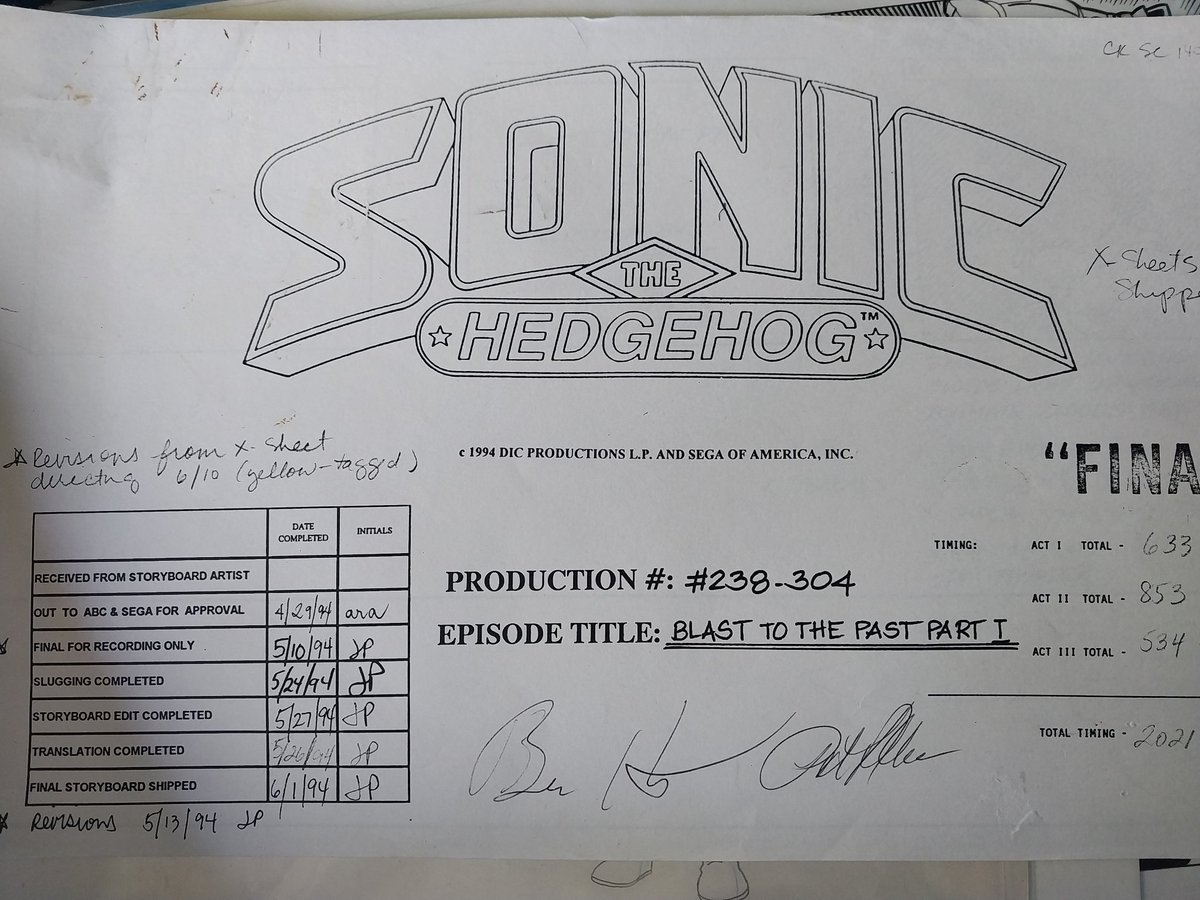 CK SC
SONIC
THE
HEDGEHOG™
X-Sheets
Shippe
Revisions from X-Sheet
directing 6/10 (yellow-tagged)
c 1994 DIC PRODUCTIONS L.P. AND SEGA OF AMERICA, INC.
"FINA
DATE COMPLETED INITIALS
RECEIVED FROM STORYBOARD ARTIST
OUT TO ABC & SEGA FOR APPROVAL 4/29/94 ara
FINAL FOR RECORDING ONLY 5/10/94 JP
SLUGGING COMPLETED 5/24/94 JP
STORYBOARD EDIT COMPLETED 5/27/94 JP
TRANSLATION COMPLETED 5/26/94 JP
FINAL STORYBOARD SHIPPED 6/1/94 JP
Revisions 5/13/94 JP
PRODUCTION #: #238-304
EPISODE TITLE: BLAST TO THE PAST PART I
TIMING: ACT I TOTAL - 633
ACT II TOTAL - 853
ACT III TOTAL - 534
TOTAL TIMING - 2021